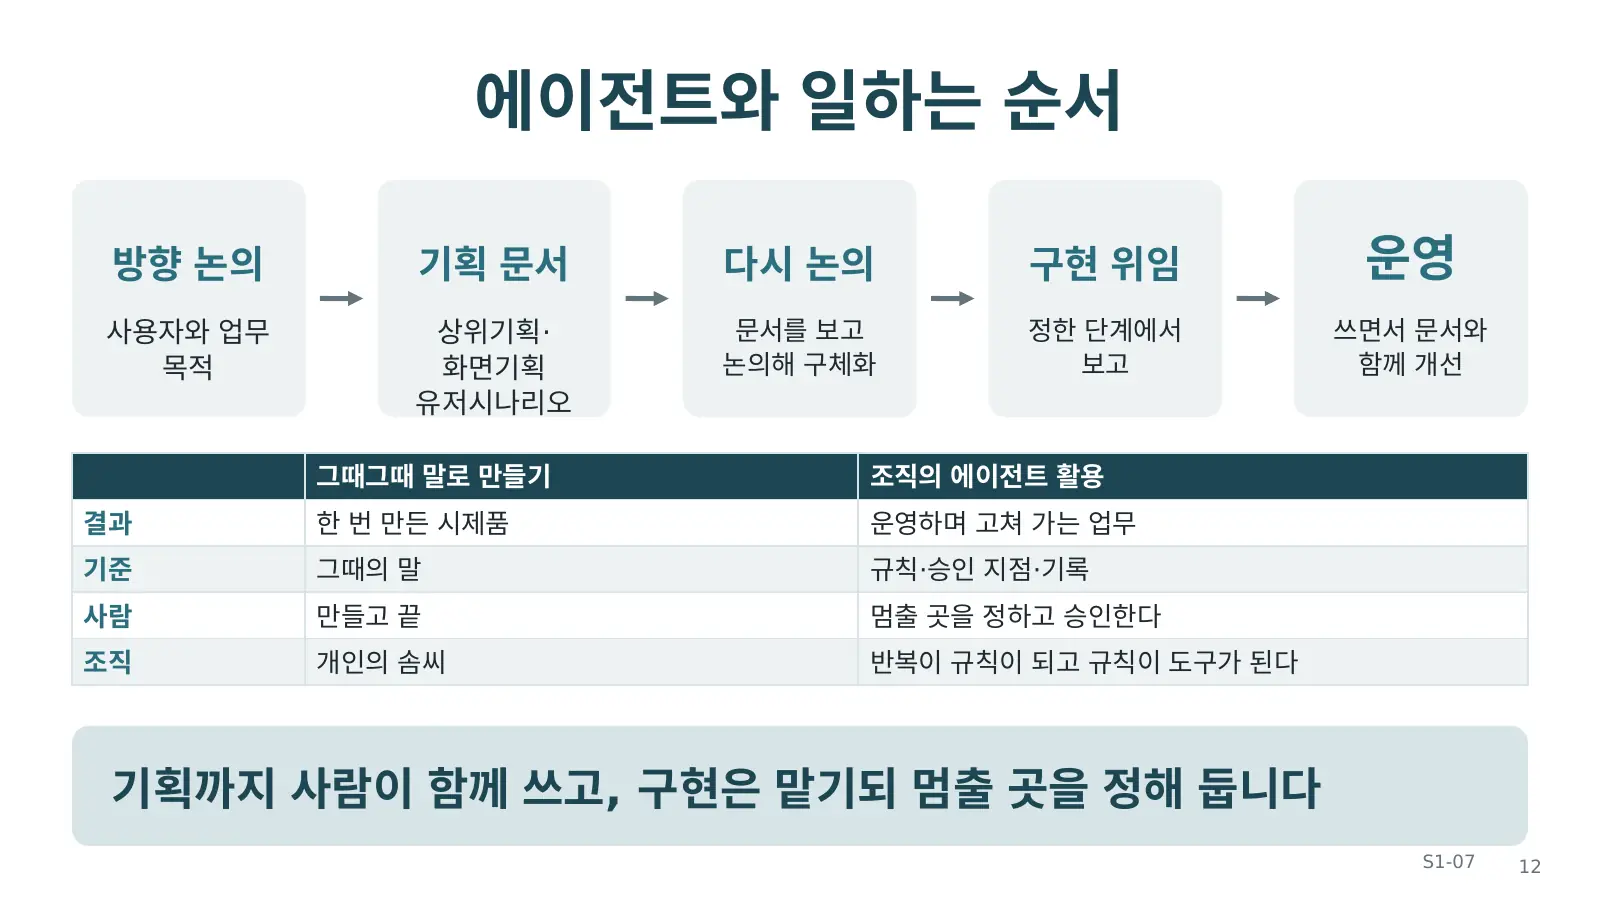 에이전트와 일하는 순서
방향 논의
사용자와 업무
목적
기획 문서
상위기획·
화면기획
유저시나리오
다시 논의
문서를 보고
논의해 구체화
구현 위임
정한 단계에서
보고
운영
쓰면서 문서와
함께 개선
그때그때 말로 만들기 조직의 에이전트 활용
결과 한 번 만든 시제품 운영하며 고쳐 가는 업무
기준 그때의 말 규칙·승인 지점·기록
사람 만들고 끝 멈출 곳을 정하고 승인한다
조직 개인의 솜씨 반복이 규칙이 되고 규칙이 도구가 된다
기획까지 사람이 함께 쓰고, 구현은 맡기되 멈출 곳을 정해 둡니다
S1-07 12